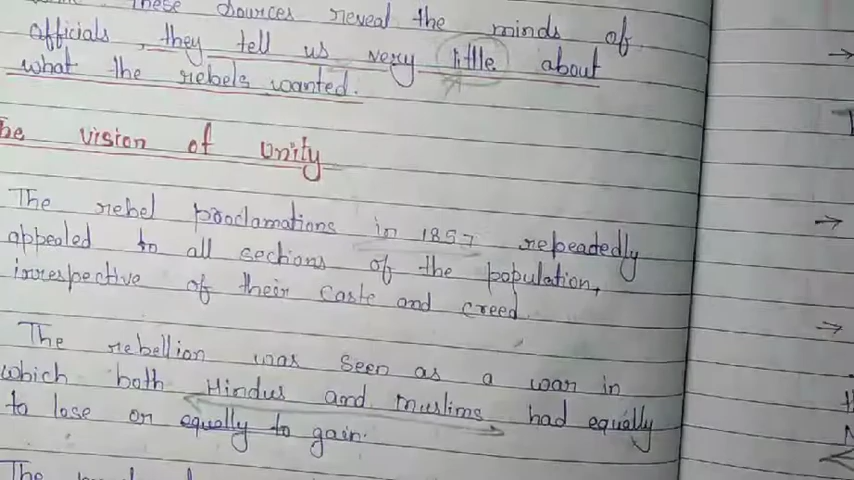 These sources reveal the minds of
officials, they tell us very little about
what the rebels wanted.
vision of Unity
The rebel proclamations in 1857 repeadedly
appealed to all sections of the population,
irrespective of their caste and creed.
The rebellion was seen as a war in
which both Hindus and Muslims had equally
to lose or equally to gain.
The